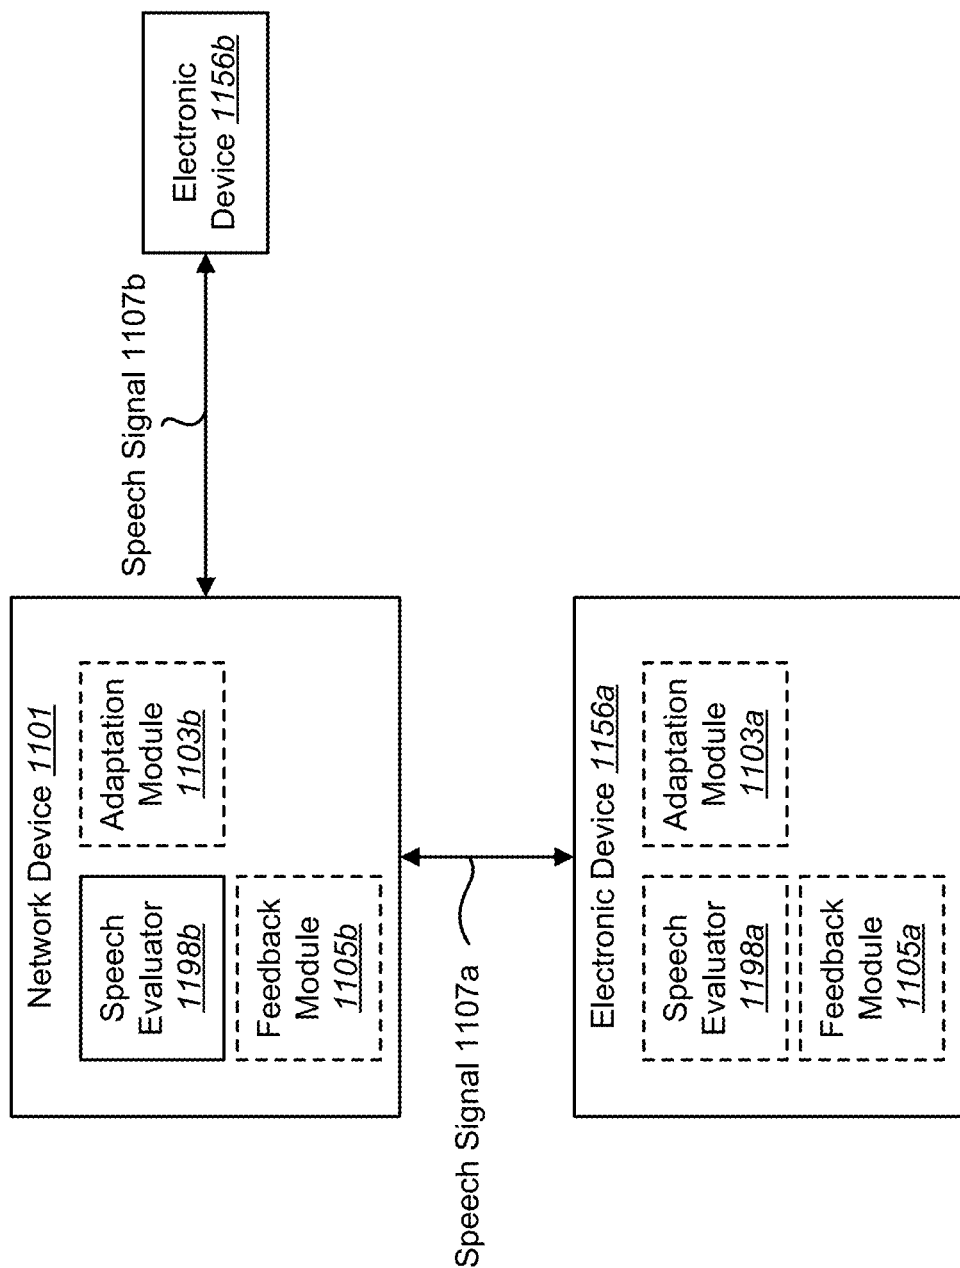 Network Device 1101
Speech
Evaluator
1198b
Adaptation
Module
1103b
Feedback
Module
1105b
Speech Signal 1107b
Electronic
Device 1156b
Speech Signal 1107a
Electronic Device 1156a
Speech
Evaluator
1198a
Adaptation
Module
1103a
Feedback
Module
1105a